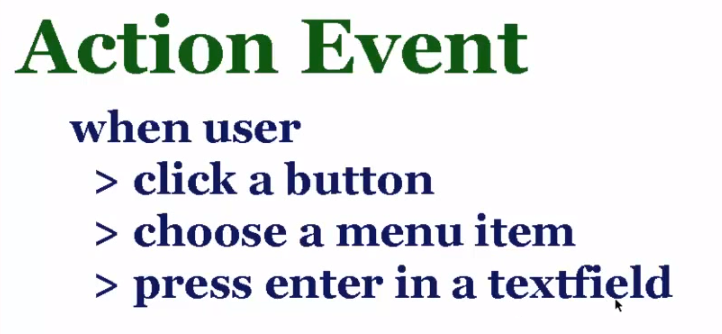 Action Event
when user
> click a button
> choose a menu item
> press enter in a textfield